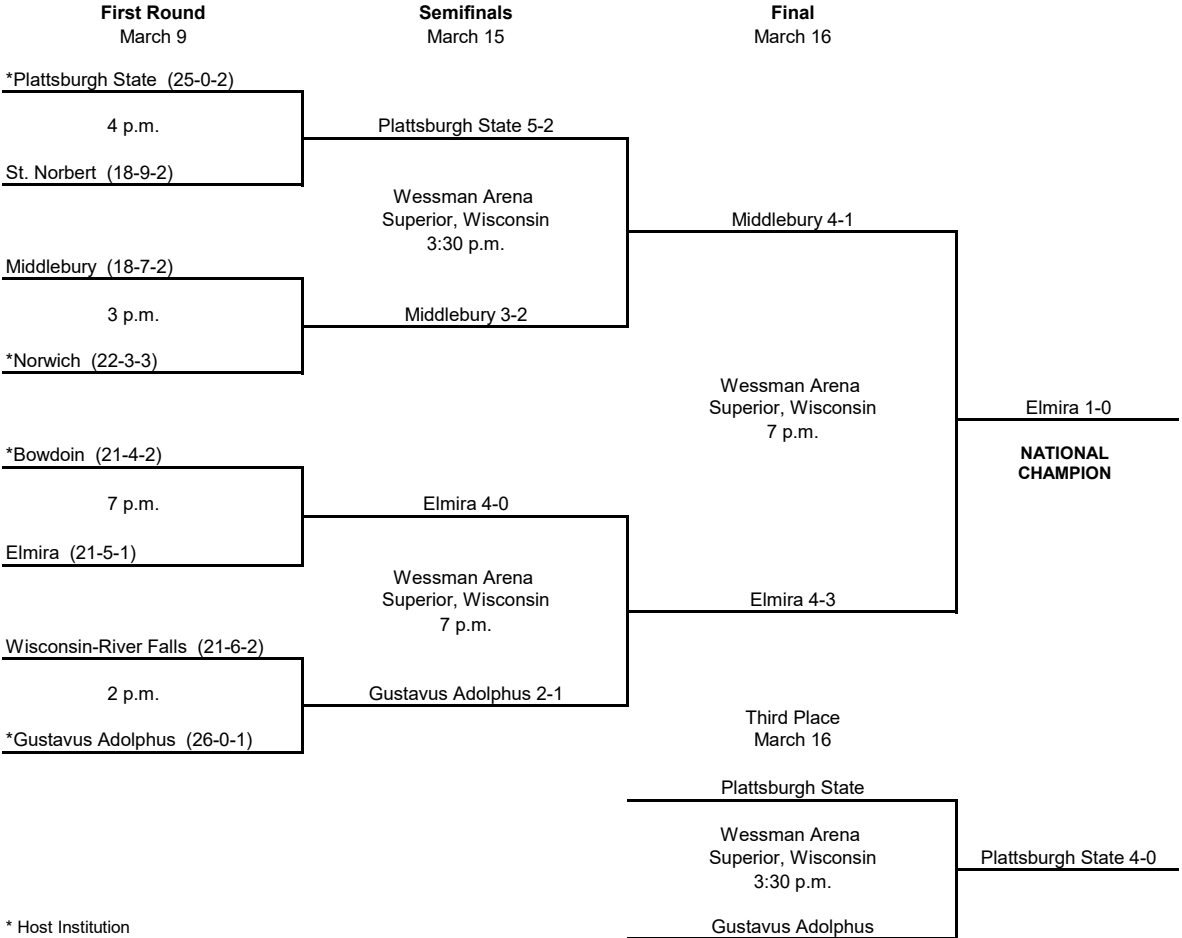 First Round
March 9
Semifinals
March 15
Final
March 16
*Plattsburgh State (25-0-2)
4 p.m.
St. Norbert (18-9-2)
Plattsburgh State 5-2
Wessman Arena
Superior, Wisconsin
3:30 p.m.
Middlebury (18-7-2)
3 p.m.
*Norwich (22-3-3)
Middlebury 3-2
Middlebury 4-1
Wessman Arena
Superior, Wisconsin
7 p.m.
Elmira 1-0
NATIONAL
CHAMPION
*Bowdoin (21-4-2)
7 p.m.
Elmira (21-5-1)
Elmira 4-0
Wessman Arena
Superior, Wisconsin
7 p.m.
Elmira 4-3
Wisconsin-River Falls (21-6-2)
2 p.m.
*Gustavus Adolphus (26-0-1)
Gustavus Adolphus 2-1
Third Place
March 16
Plattsburgh State
Wessman Arena
Superior, Wisconsin
3:30 p.m.
Plattsburgh State 4-0
Gustavus Adolphus
* Host Institution